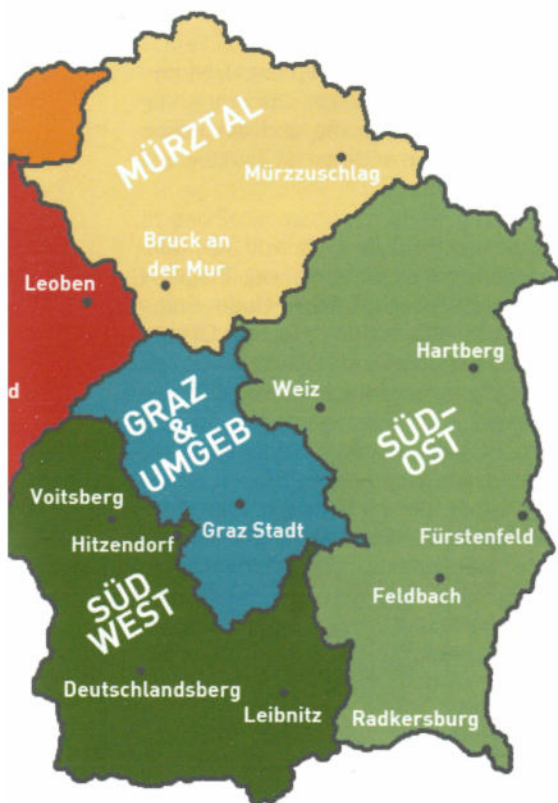 MÜRZTAL
Mürzzuschlag
Bruck an
der Mur
Leoben
Hartberg
d
Weiz
GRAZ
&
UMGEB
SÜD-
OST
Voitsberg
Hitzendorf
Graz Stadt
Fürstenfeld
SÜD
WEST
Feldbach
Deutschlandsberg
Leibnitz
Radkersburg